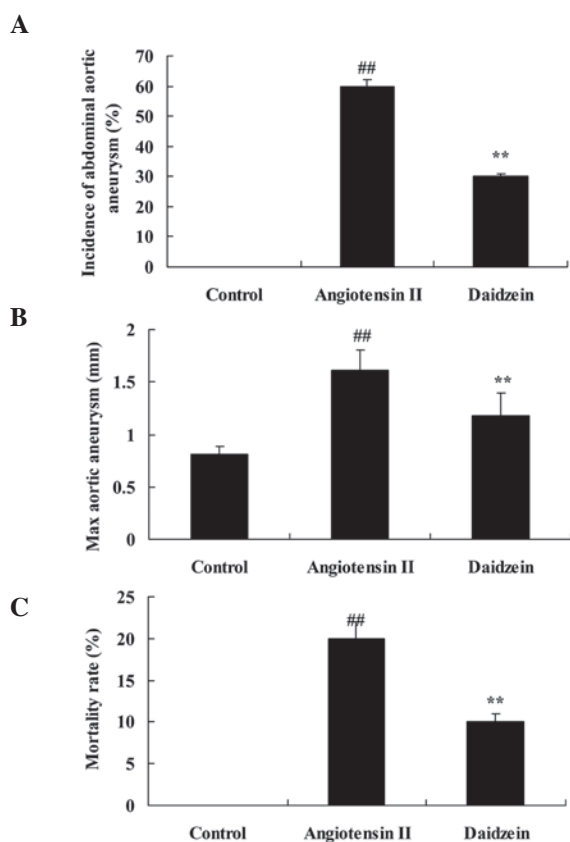 A
Incidence of abdominal aortic
aneurysm (%)
70
60
50
40
30
20
10
0
##
**
Control Angiotensin II Daidzein
B
Max aortic aneurysm (mm)
2
1.5
1
0.5
0
##
**
Control Angiotensin II Daidzein
C
Mortality rate (%)
25
20
15
10
5
0
##
**
Control Angiotensin II Daidzein